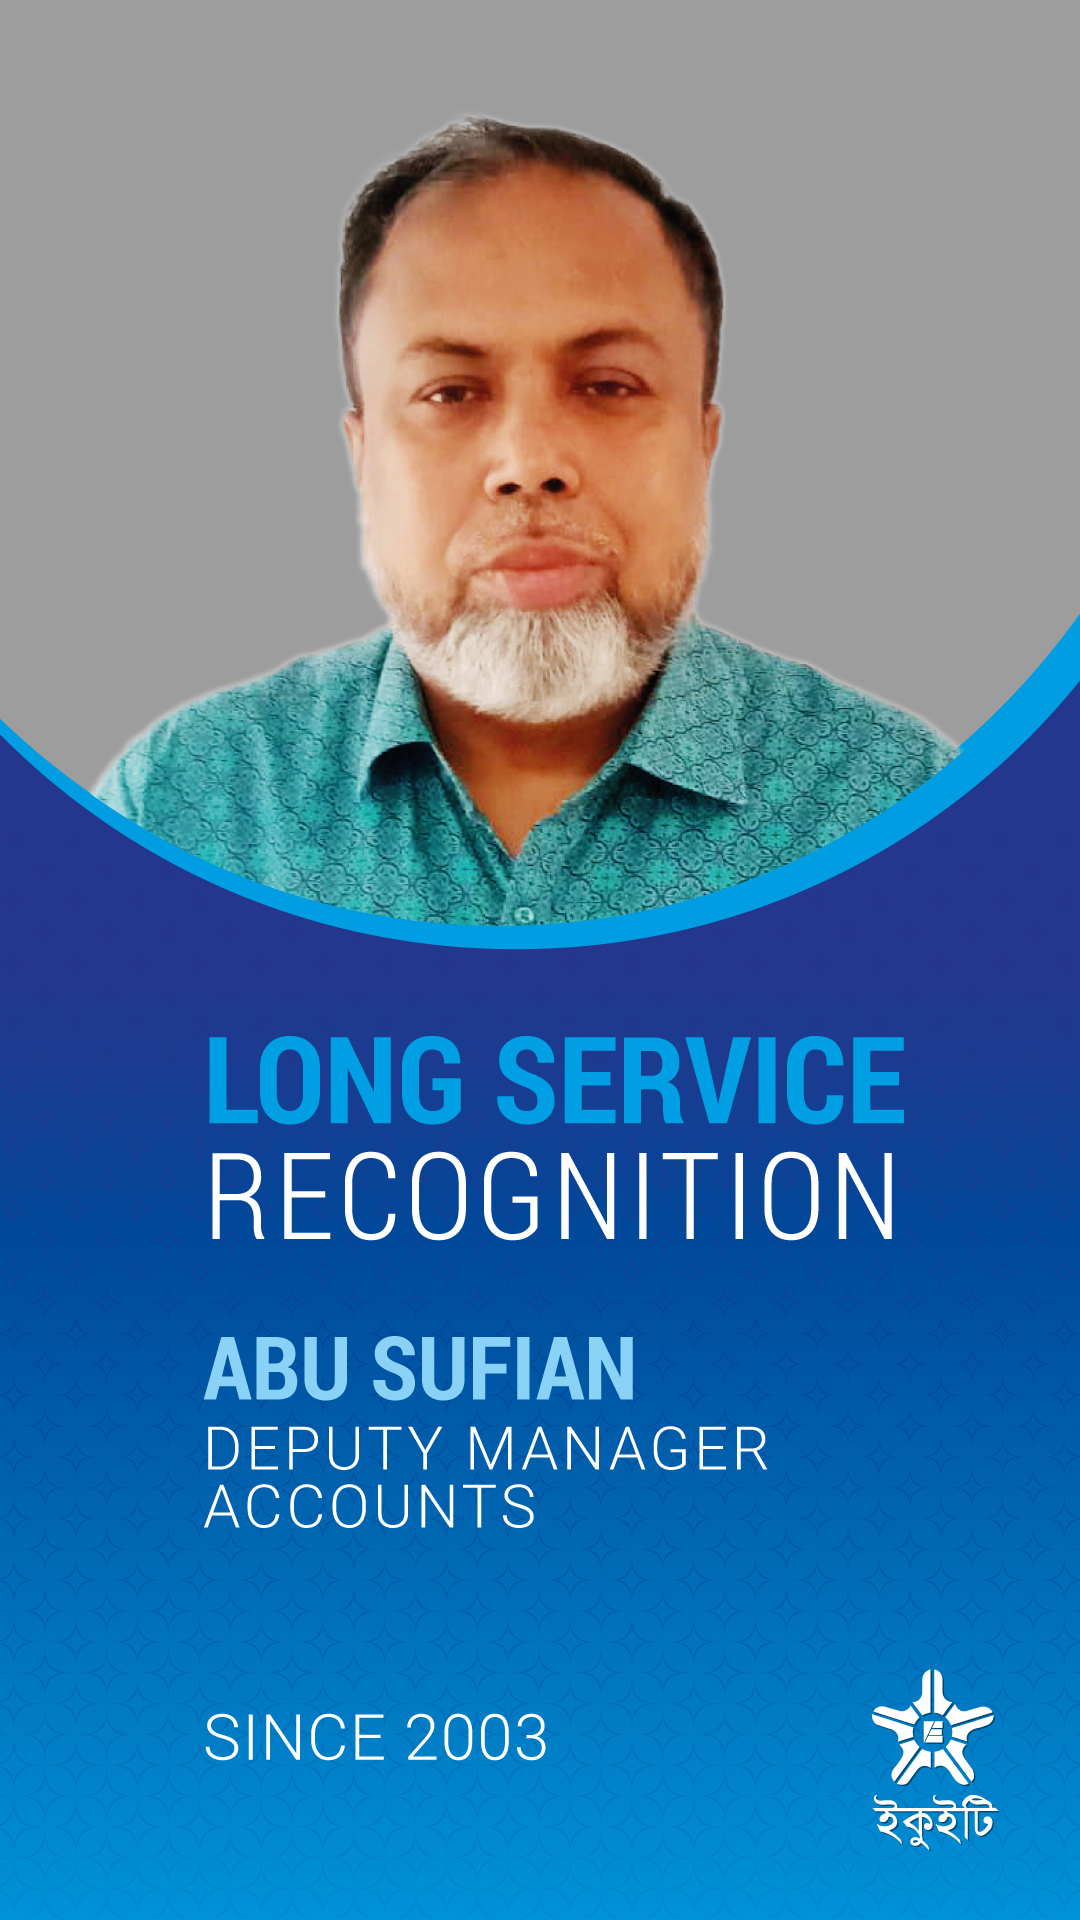 LONG SERVICE
RECOGNITION
ABU SUFIAN
DEPUTY MANAGER
ACCOUNTS
SINCE 2003
ইকুইটি